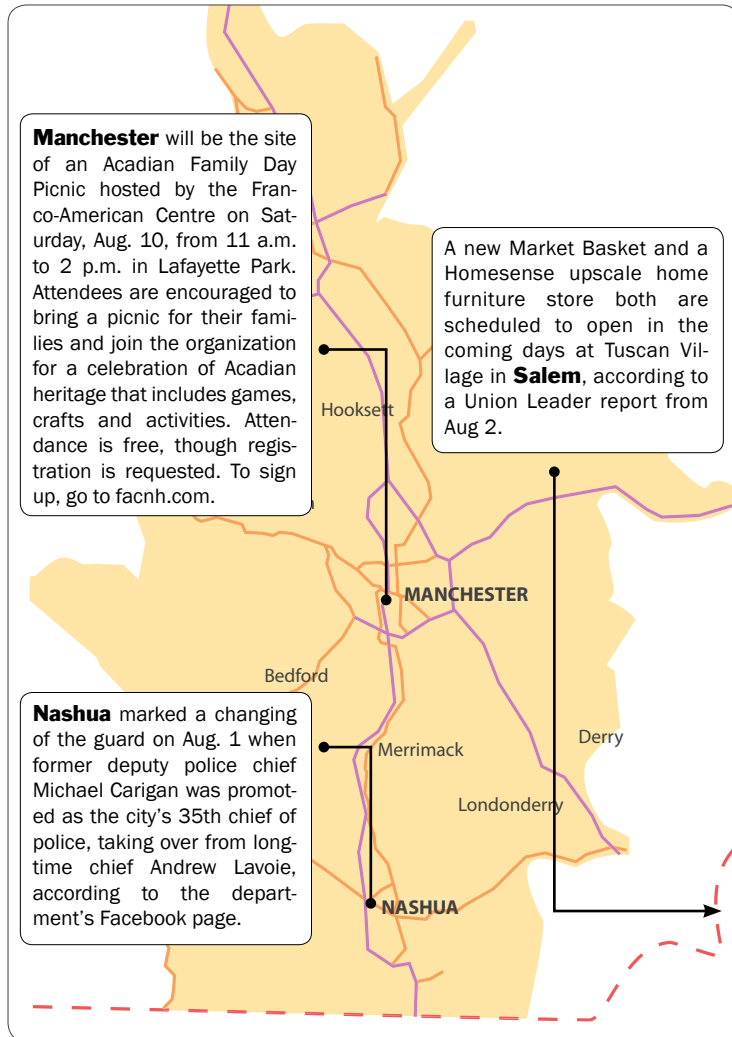 Manchester will be the site
of an Acadian Family Day
Picnic hosted by the Fran-
co-American Centre on Sat-
urday, Aug. 10, from 11 a.m.
to 2 p.m. in Lafayette Park.
Attendees are encouraged to
bring a picnic for their fami-
lies and join the organization
for a celebration of Acadian
heritage that includes games,
crafts and activities. Atten-
dance is free, though regis-
tration is requested. To sign
up, go to facnh.com.
A new Market Basket and a
Homesense upscale home
furniture store both are
scheduled to open in the
coming days at Tuscan Vil-
lage in Salem, according to
a Union Leader report from
Aug 2.
Hooksett
MANCHESTER
Bedford
Nashua marked a changing
of the guard on Aug. 1 when
former deputy police chief
Michael Carigan was promot-
ed as the city's 35th chief of
police, taking over from long-
time chief Andrew Lavoie,
according to the depart-
ment's Facebook page.
Merrimack
Derry
Londonderry
NASHUA